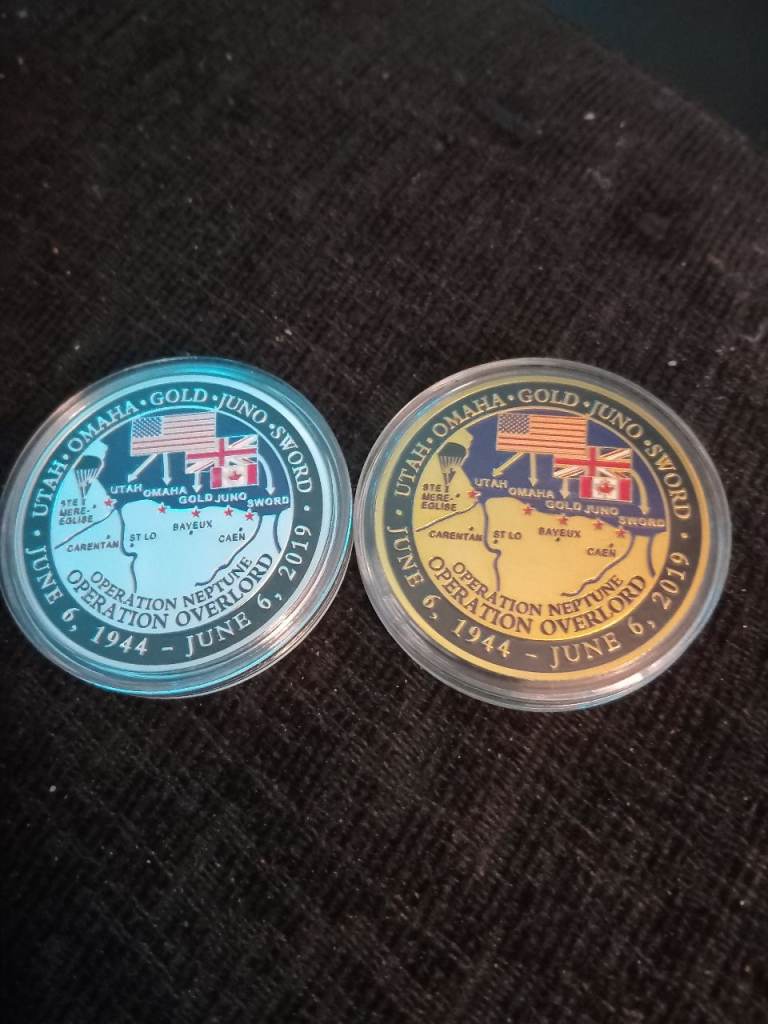 UTAH • OMAHA • GOLD • JUNO • SWORD
STE
MERE-
EGLISE
UTAH
OMAHA
GOLD
JUNO
SWORD
CARENTAN
ST LO
BAYEUX
CAEN
OPERATION NEPTUNE
OPERATION OVERLORD
• JUNE 6, 1944 – JUNE 6, 2019 •
UTAH • OMAHA • GOLD • JUNO • SWORD
STE
MERE-
EGLISE
UTAH
OMAHA
GOLD
JUNO
SWORD
CARENTAN
ST LO
BAYEUX
CAEN
OPERATION NEPTUNE
OPERATION OVERLORD
• JUNE 6, 1944 – JUNE 6, 2019 •